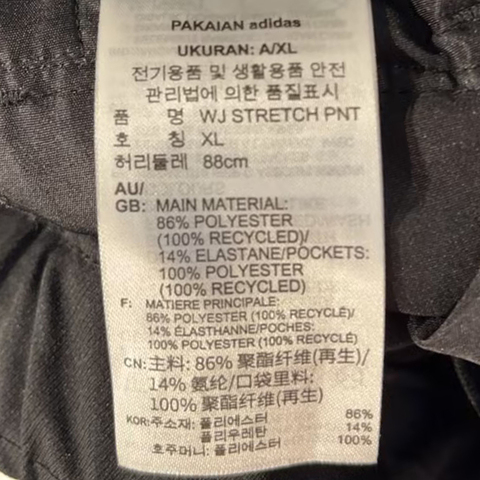 PAKAIAN adidas
UKURAN: A/XL
전기용품 및 생활용품 안전
관리법에 의한 품질표시
품 명 WJ STRETCH PNT
호 칭 XL
허리둘레 88cm
AU/
GB: MAIN MATERIAL:
86% POLYESTER
(100% RECYCLED)/
14% ELASTANE/POCKETS:
100% POLYESTER
(100% RECYCLED)
F: MATIERE PRINCIPALE:
86% POLYESTER (100% RECYCLÉ)/
14% ÉLASTHANNE/POCHES:
100% POLYESTER (100% RECYCLÉ)
CN: 主料: 86% 聚酯纤维(再生)/
14% 氨纶/口袋里料:
100% 聚酯纤维(再生)
KOR: 주소재: 폴리에스터 86%
폴리우레탄 14%
호주머니: 폴리에스터 100%